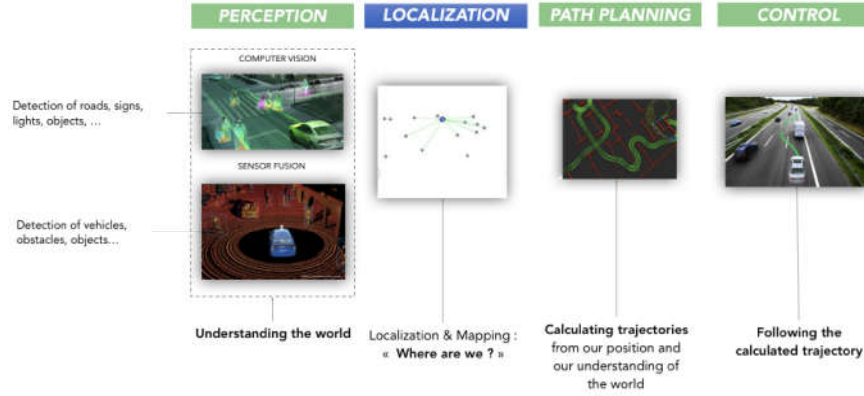 PERCEPTION
LOCALIZATION
PATH PLANNING
CONTROL
COMPUTER VISION
Detection of roads, signs,
lights, objects, ...
SENSOR FUSION
Detection of vehicles,
obstacles, objects...
Understanding the world
Localization & Mapping :
« Where are we ? »
Calculating trajectories
from our position and
our understanding of
the world
Following the
calculated trajectory